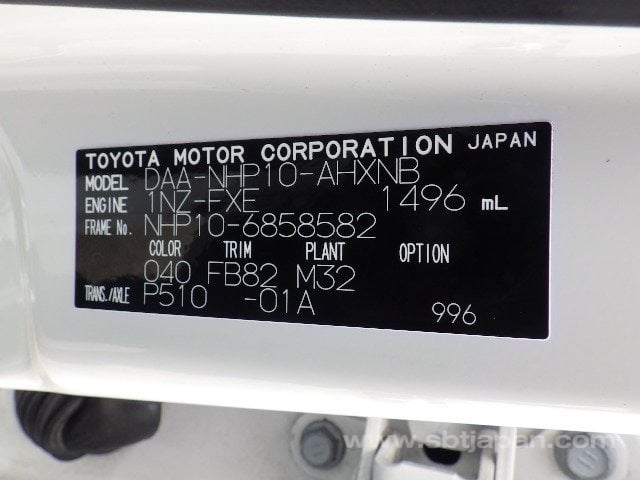 TOYOTA MOTOR CORPORATION JAPAN
MODEL DAA-NHP10-AHXNB
ENGINE 1NZ-FXE 1496 mL
FRAME No. NHP10-6858582
COLOR TRIM PLANT OPTION
040 FB82 M32
TRANS./AXLE P510 -01A
996
www.sbtjapan.com